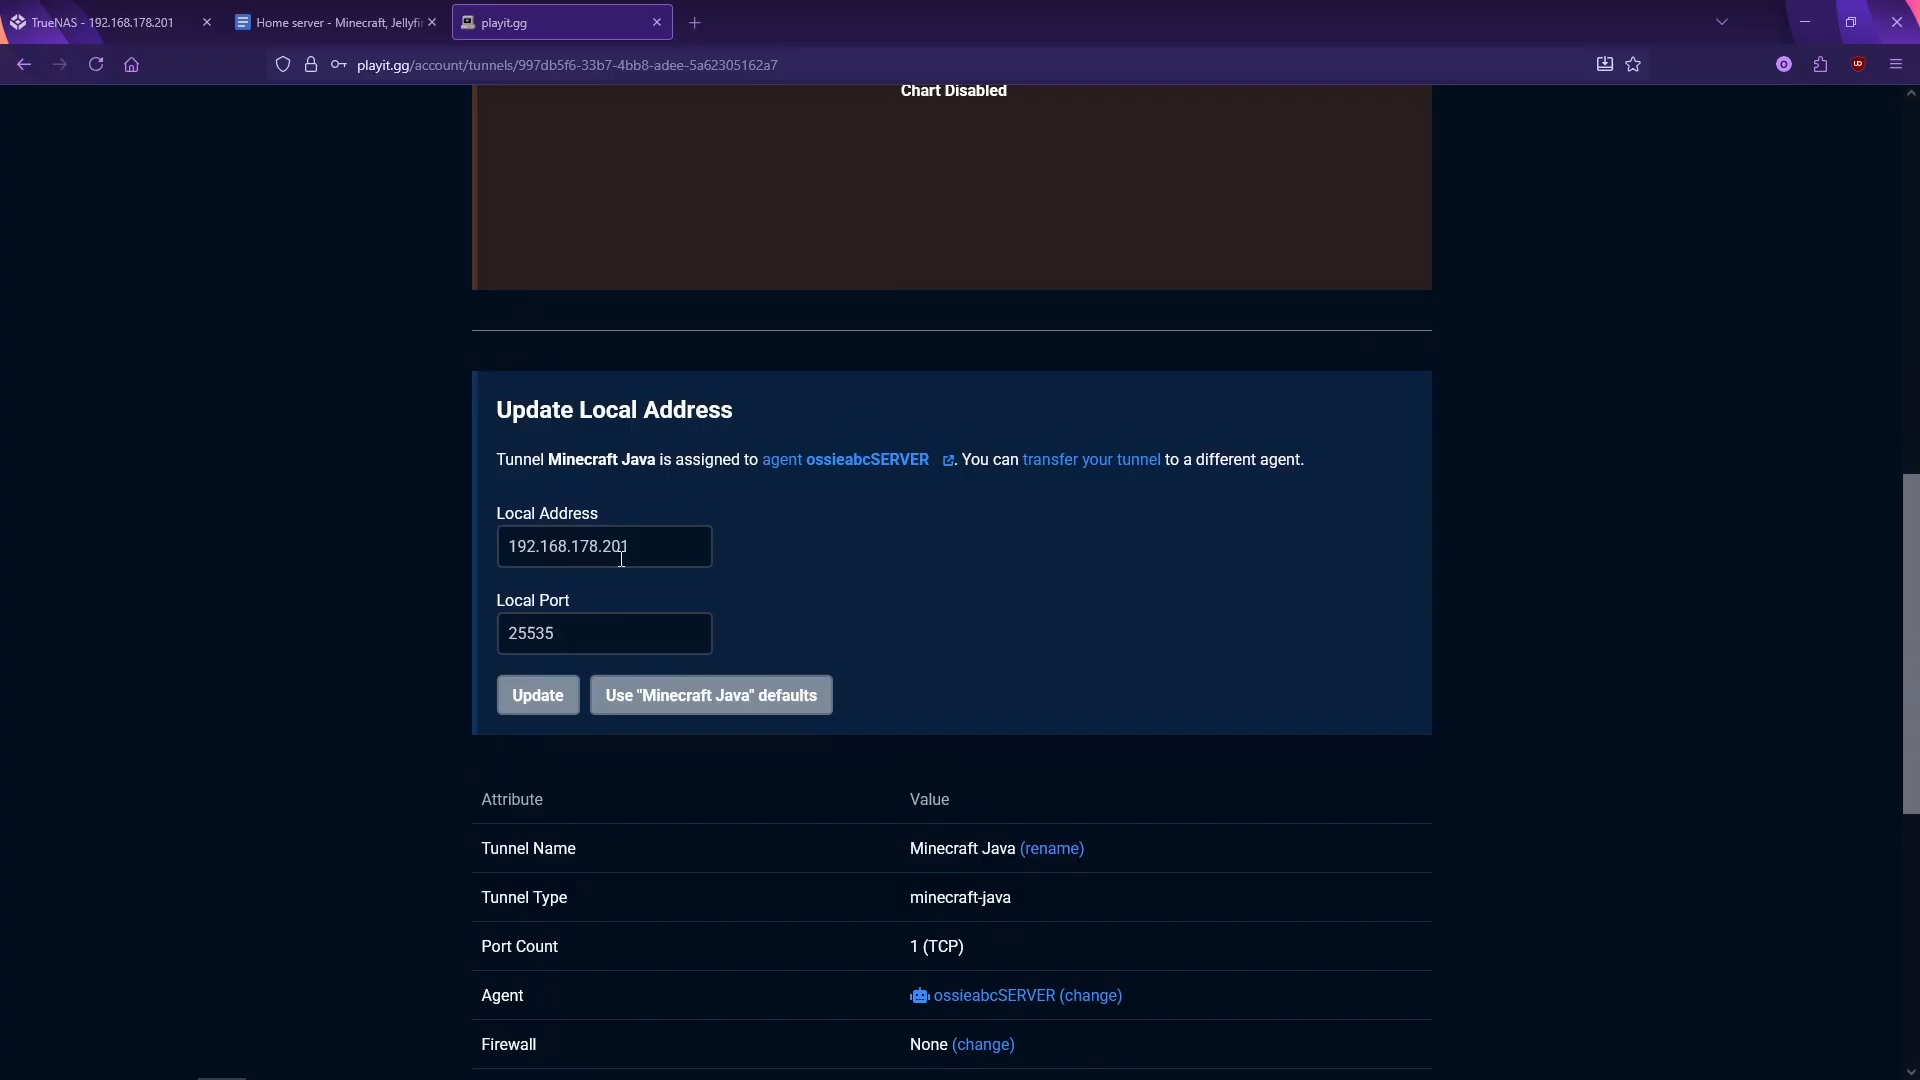 TrueNAS - 192.168.178.201
Home server - Minecraft, Jellyfi
playit.gg
playit.gg/account/tunnels/997db5f6-33b7-4bb8-adee-5a62305162a7
Chart Disabled
Update Local Address
Tunnel Minecraft Java is assigned to agent ossieabcSERVER. You can transfer your tunnel to a different agent.
Local Address
192.168.178.201
Local Port
25535
Update
Use "Minecraft Java" defaults
Attribute Value
Tunnel Name Minecraft Java (rename)
Tunnel Type minecraft-java
Port Count 1 (TCP)
Agent ossieabcSERVER (change)
Firewall None (change)